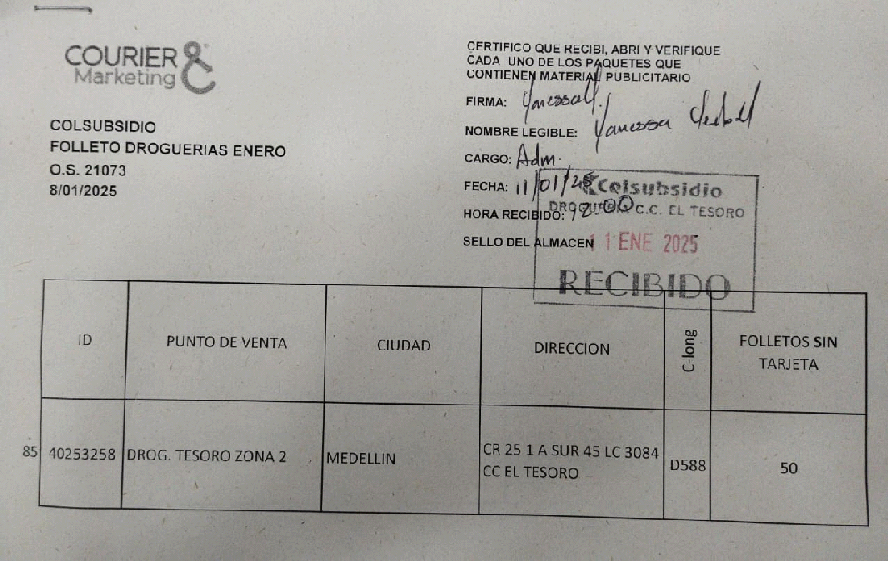 COURIER
Marketing
COLSUBSIDIO
FOLLETO DROGUERIAS ENERO
O.S. 21073
8/01/2025
CERTIFICO QUE RECIBI, ABRI Y VERIFIQUE
CADA UNO DE LOS PAQUETES QUE
CONTIENEN MATERIAL PUBLICITARIO
FIRMA:
NOMBRE LEGIBLE: Vanessa
CARGO: Adm.
FECHA: 11/01/25
HORA RECIBIDO:
SELLO DEL ALMACEN
Colsubsidio
C.C. EL TESORO
11 ENE 2025
RECIBIDO
ID PUNTO DE VENTA CIUDAD DIRECCION C-long FOLLETOS SIN
TARJETA
85 40253258 DROG. TESORO ZONA 2 MEDELLIN CR 25 1 A SUR 45 LC 3084
CC EL TESORO D588 50